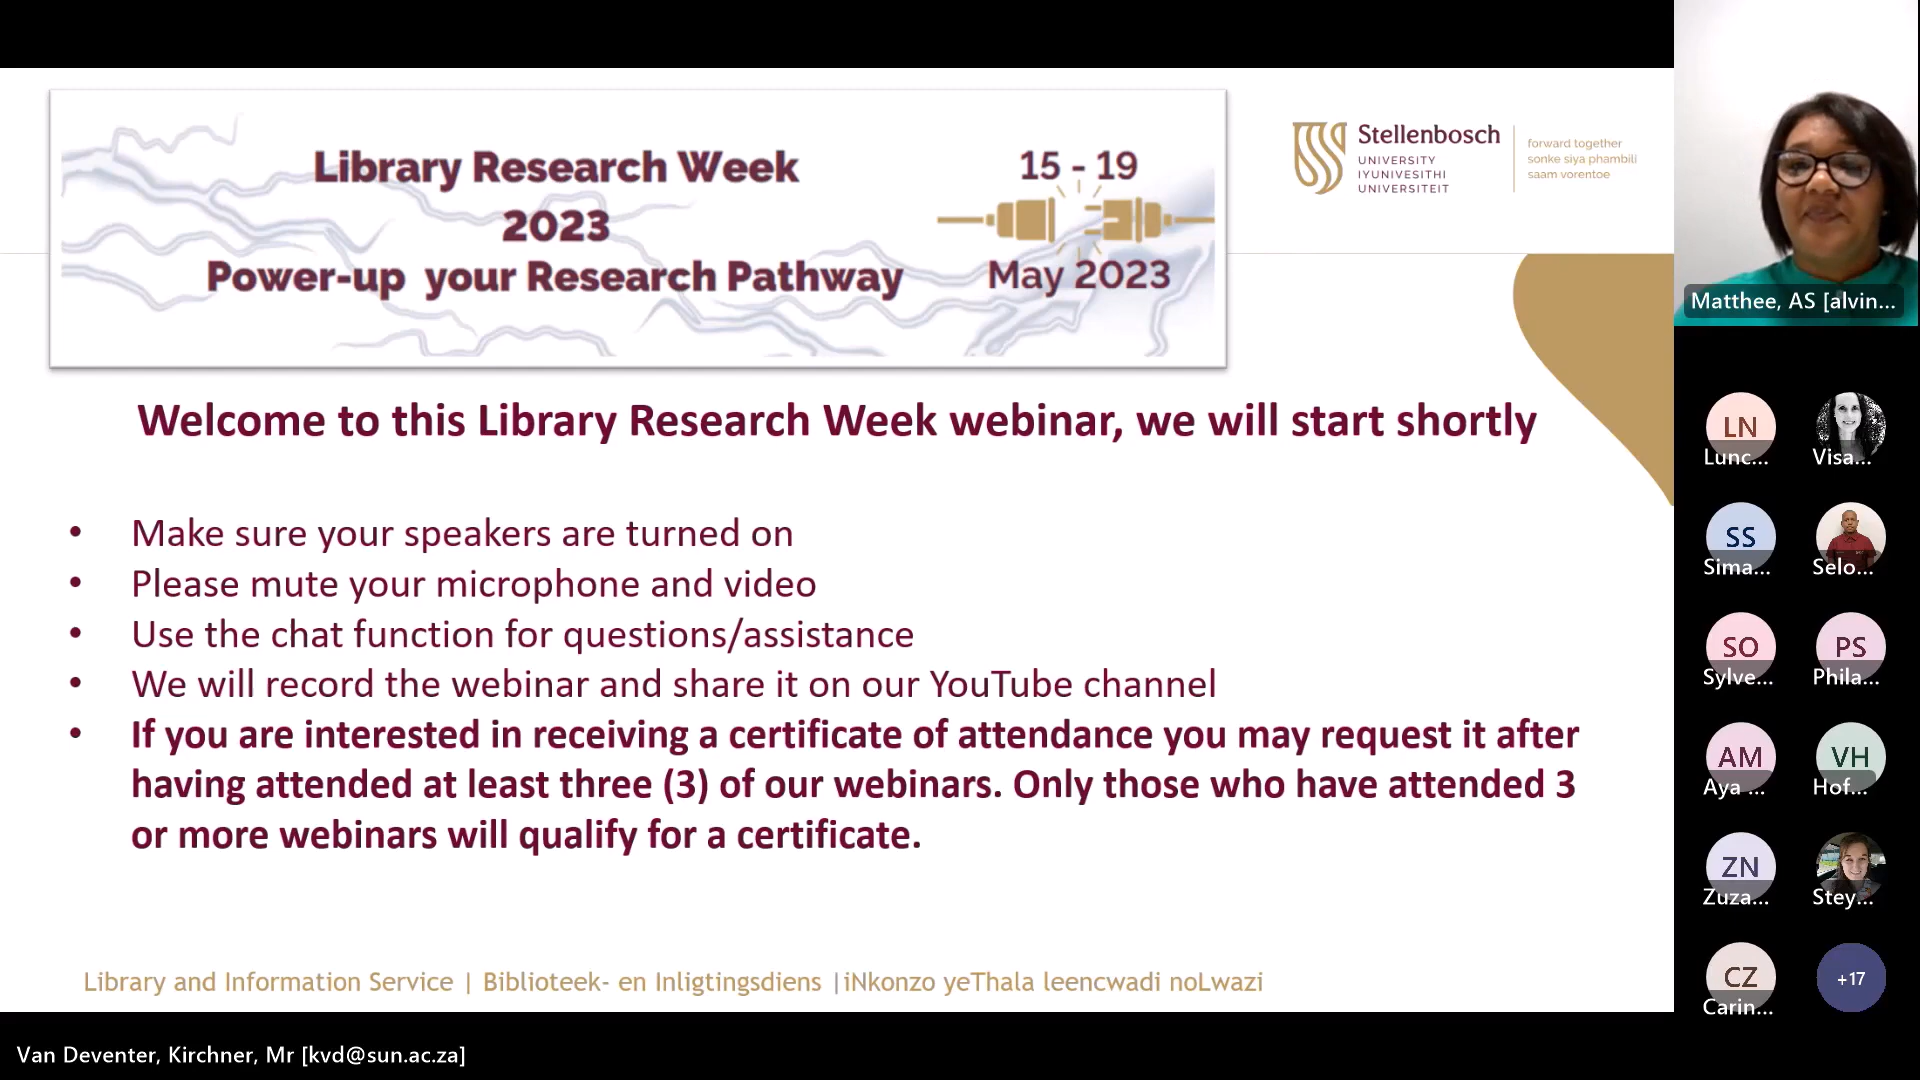 Library Research Week
2023
Power-up your Research Pathway
15 - 19
May 2023
Stellenbosch
UNIVERSITY
IYUNIVESITHI
UNIVERSITEIT
forward together
sonke siya phambili
saam vorentoe
Welcome to this Library Research Week webinar, we will start shortly
• Make sure your speakers are turned on
• Please mute your microphone and video
• Use the chat function for questions/assistance
• We will record the webinar and share it on our YouTube channel
• If you are interested in receiving a certificate of attendance you may request it after
having attended at least three (3) of our webinars. Only those who have attended 3
or more webinars will qualify for a certificate.
Library and Information Service | Biblioteek- en Inligtingsdiens |iNkonzo yeThala leencwadi noLwazi
Van Deventer, Kirchner, Mr [kvd@sun.ac.za]
Matthee, AS [alvin...
LN
Lunc...
Visa...
SS
Sima...
Selo...
SO
Sylve...
PS
Phila...
AM
Aya ...
VH
Hof...
ZN
Zuza...
Stey...
CZ
Carin...
+17